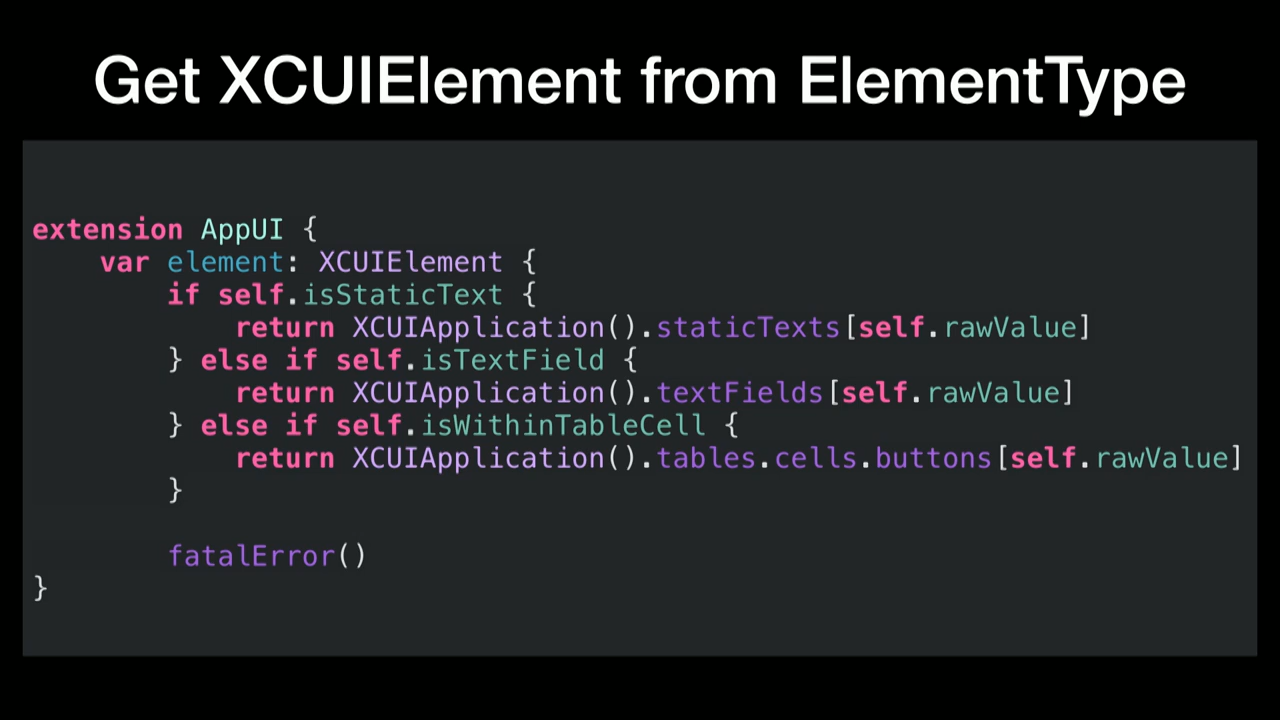 Get XCUIElement from ElementType
extension AppUI {
    var element: XCUIElement {
        if self.isStaticText {
            return XCUIApplication().staticTexts[self.rawValue]
        } else if self.isTextField {
            return XCUIApplication().textFields[self.rawValue]
        } else if self.isWithinTableCell {
            return XCUIApplication().tables.cells.buttons[self.rawValue]
        }
        fatalError()
}